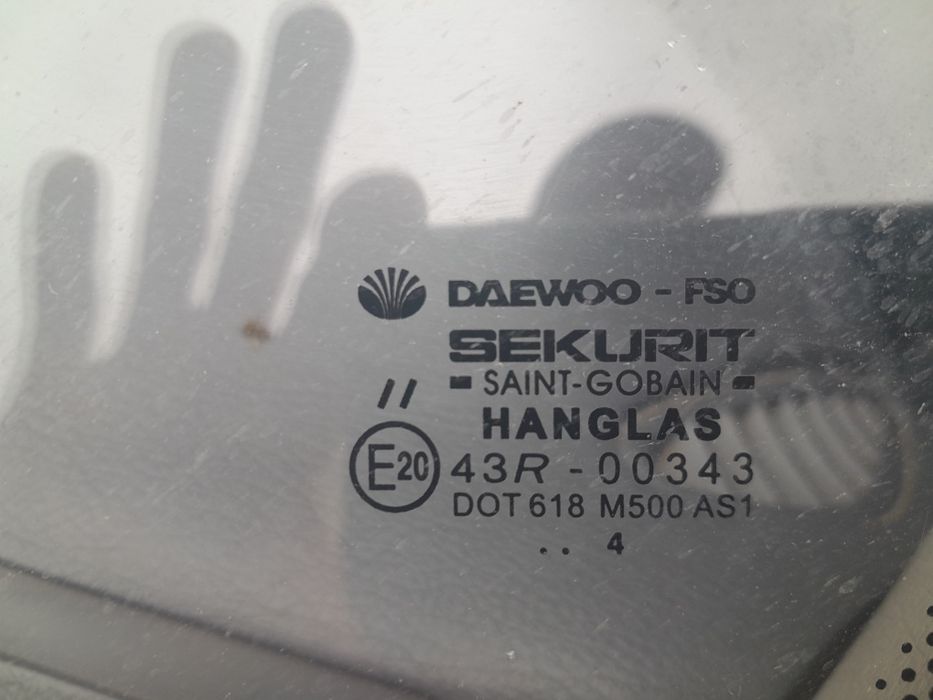 DAEWOO - FSO
SEKURIT
- SAINT-GOBAIN -
HANGLAS
//
E20 43R - 00343
DOT 618 M500 AS1
.. 4